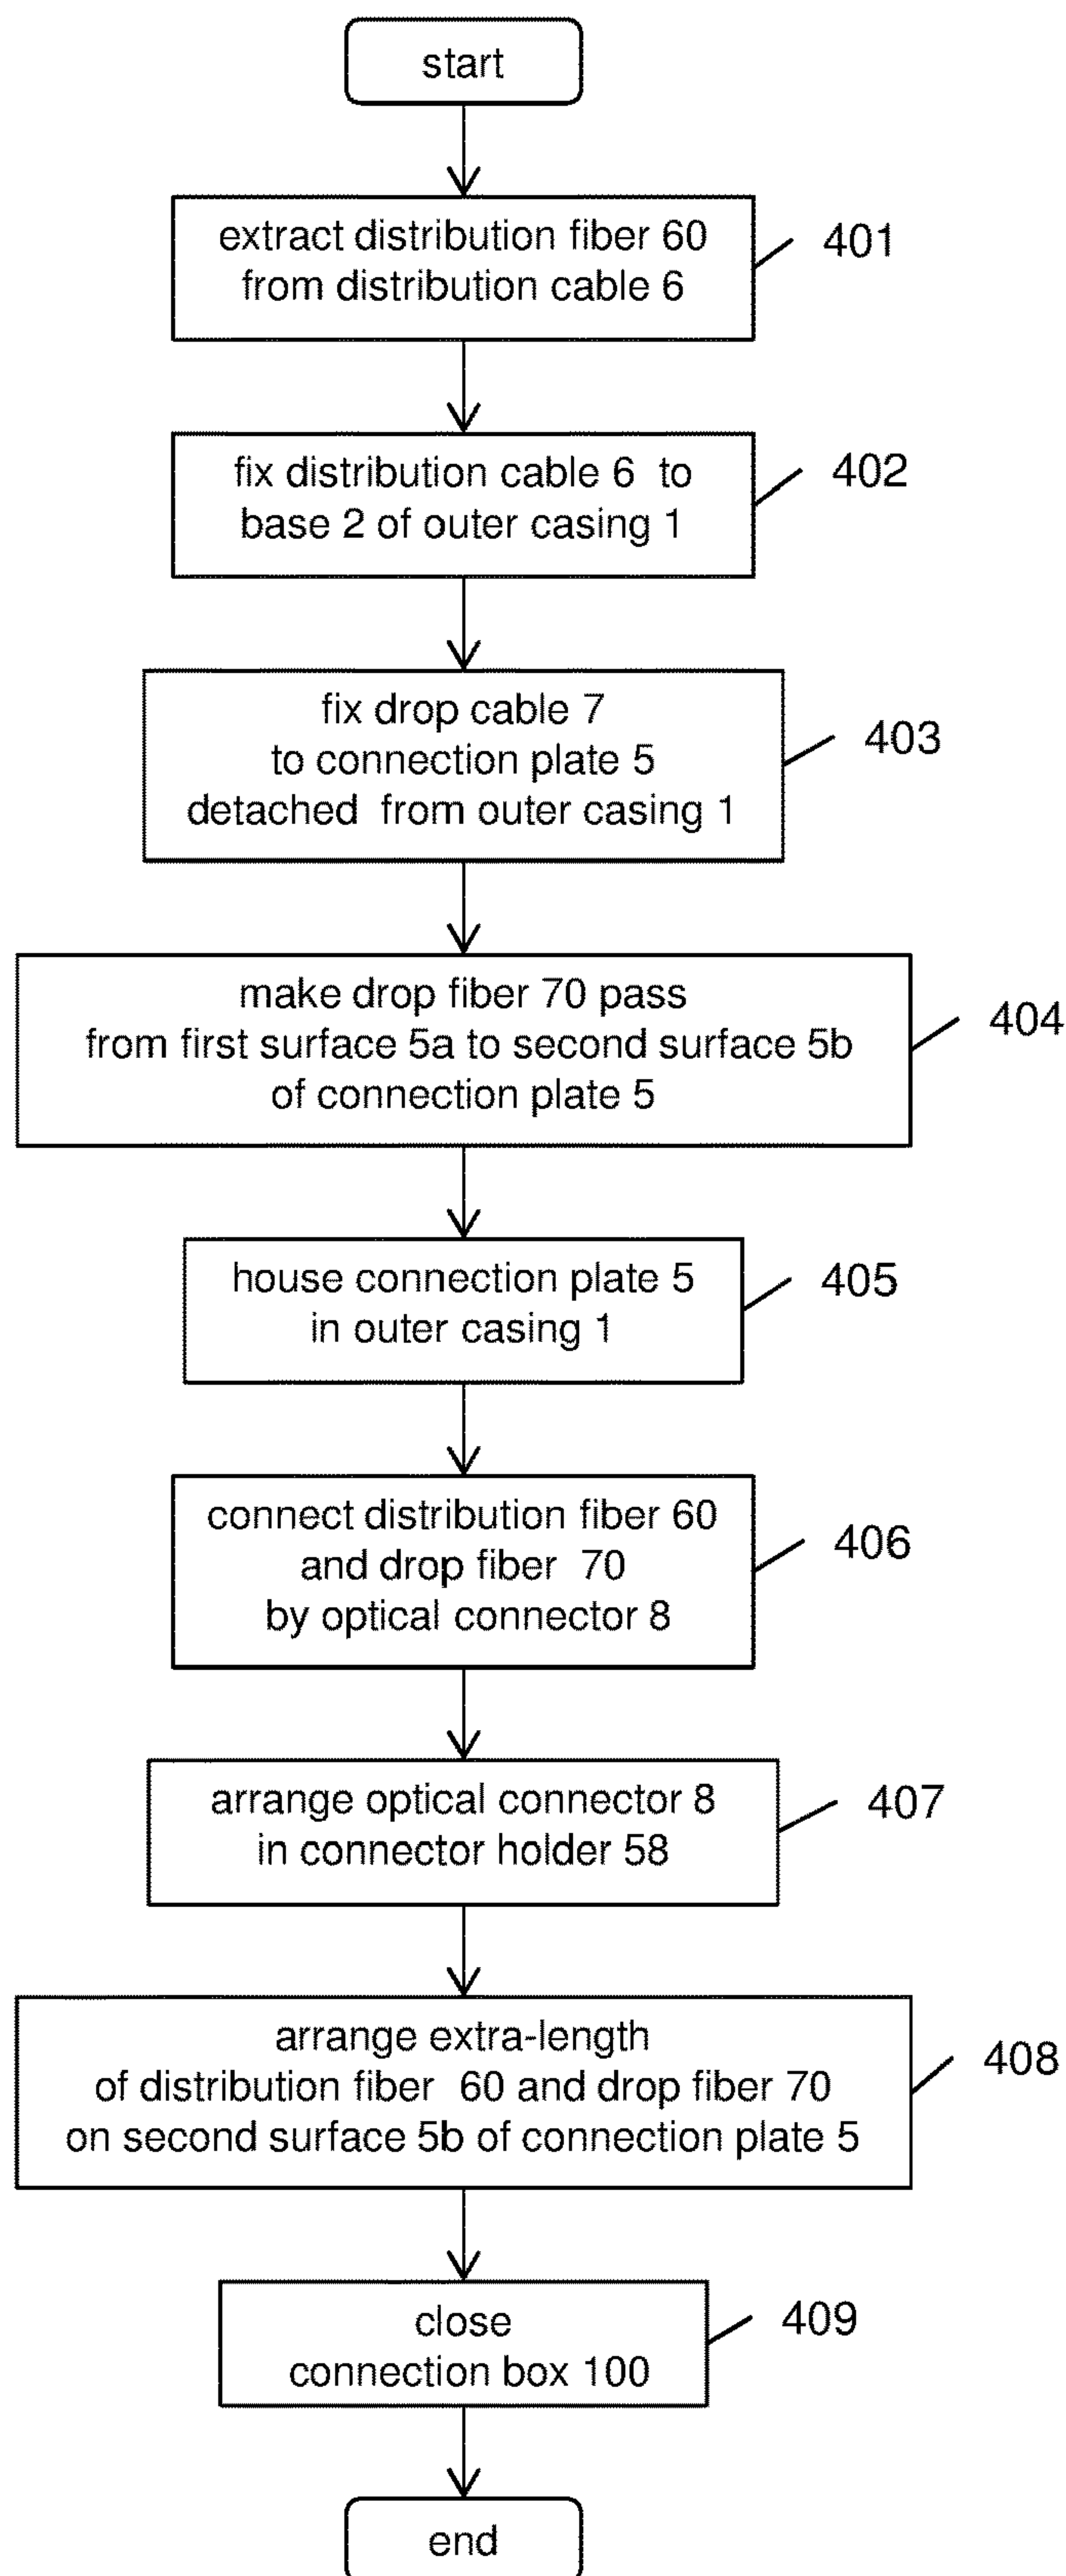 start
extract distribution fiber 60
from distribution cable 6
401
fix distribution cable 6 to
base 2 of outer casing 1
402
fix drop cable 7
to connection plate 5
detached from outer casing 1
403
make drop fiber 70 pass
from first surface 5a to second surface 5b
of connection plate 5
404
house connection plate 5
in outer casing 1
405
connect distribution fiber 60
and drop fiber 70
by optical connector 8
406
arrange optical connector 8
in connector holder 58
407
arrange extra-length
of distribution fiber 60 and drop fiber 70
on second surface 5b of connection plate 5
408
close
connection box 100
409
end